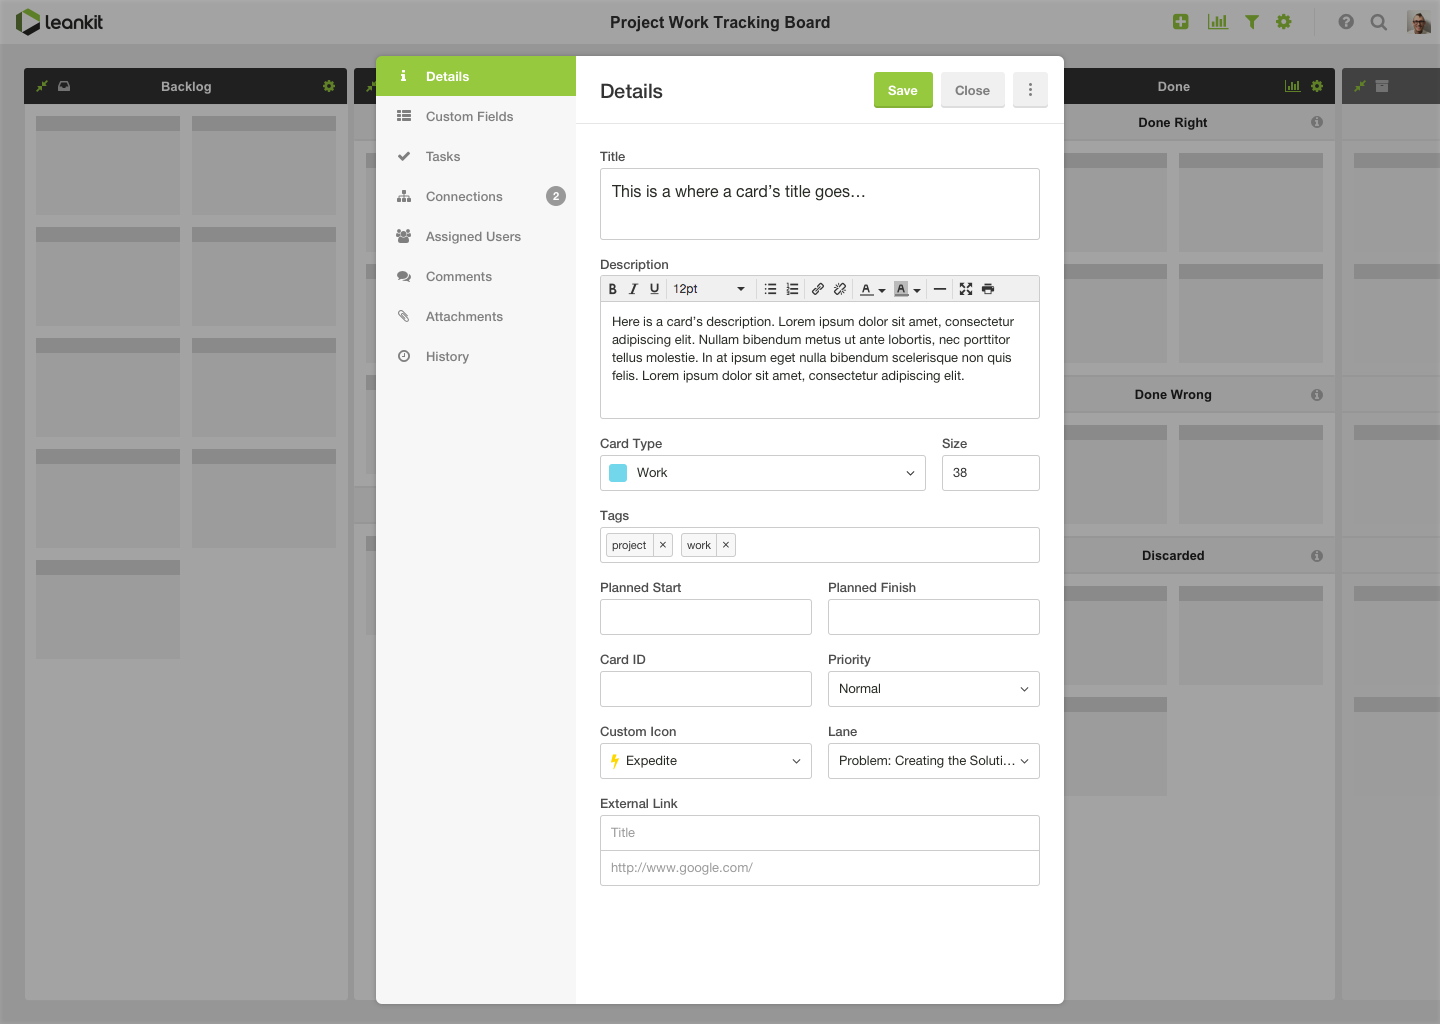 leankit
Project Work Tracking Board
Backlog
Done
Done Right
Done Wrong
Discarded
Details
Custom Fields
Tasks
Connections 2
Assigned Users
Comments
Attachments
History
Details
Save
Close
Title
This is a where a card’s title goes…
Description
B I U 12pt A A
Here is a card’s description. Lorem ipsum dolor sit amet, consectetur
adipiscing elit. Nullam bibendum metus ut ante lobortis, nec porttitor
tellus molestie. In at ipsum eget nulla bibendum scelerisque non quis
felis. Lorem ipsum dolor sit amet, consectetur adipiscing elit.
Card Type Size
Work 38
Tags
project × work ×
Planned Start Planned Finish
Card ID Priority
Normal
Custom Icon Lane
Expedite Problem: Creating the Soluti…
External Link
Title
http://www.google.com/